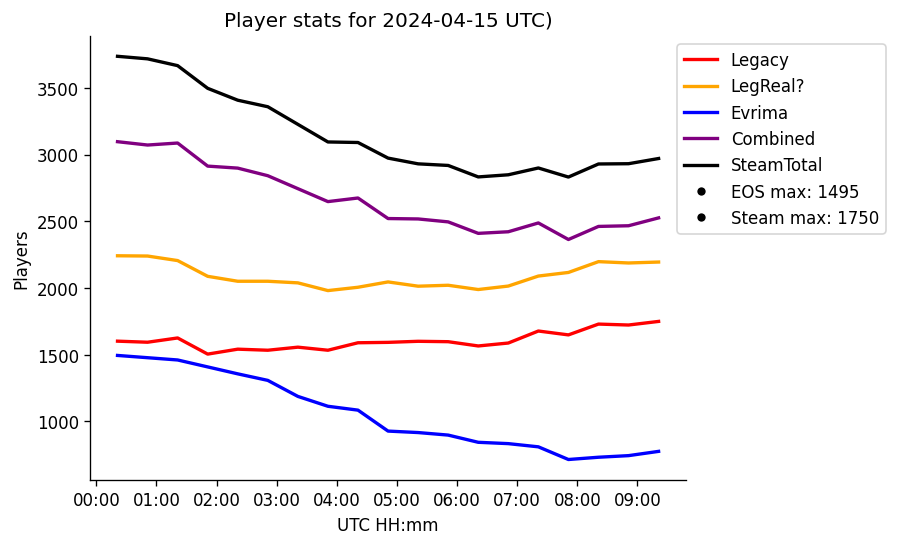 Player stats for 2024-04-15 UTC)
Legacy
LegReal?
Evrima
Combined
SteamTotal
EOS max: 1495
Steam max: 1750
Players
3500
3000
2500
2000
1500
1000
00:00 01:00 02:00 03:00 04:00 05:00 06:00 07:00 08:00 09:00
UTC HH:mm